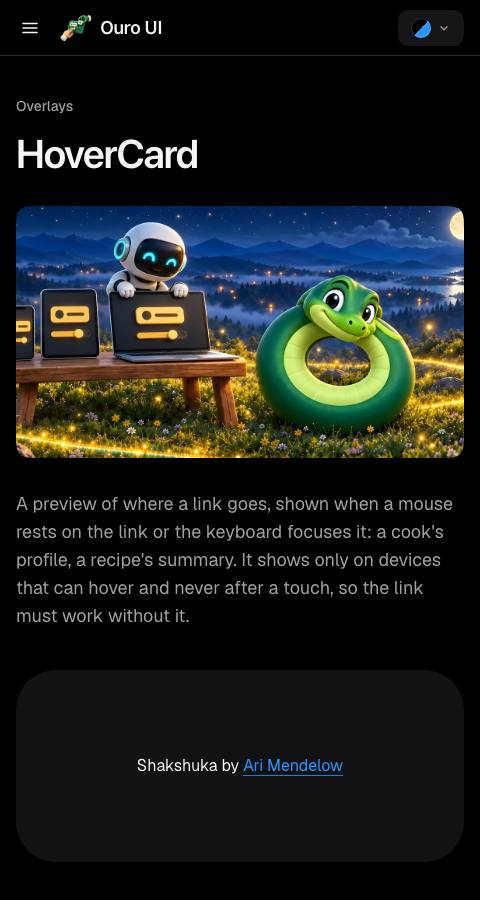 Ouro UI
Overlays
HoverCard
A preview of where a link goes, shown when a mouse
rests on the link or the keyboard focuses it: a cook's
profile, a recipe's summary. It shows only on devices
that can hover and never after a touch, so the link
must work without it.
Shakshuka by Ari Mendelow